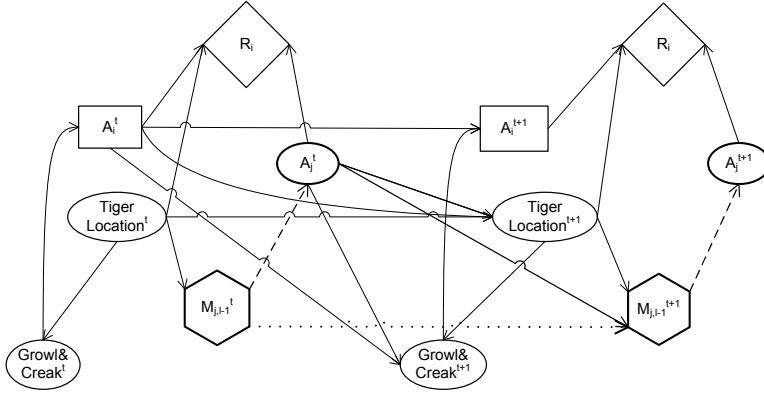 R_i
R_i
A_i^t
A_i^{t+1}
A_j^t
A_j^{t+1}
Tiger
Location^t
Tiger
Location^{t+1}
M_{j,l-1}^t
M_{j,l-1}^{t+1}
Growl&
Creak^t
Growl&
Creak^{t+1}